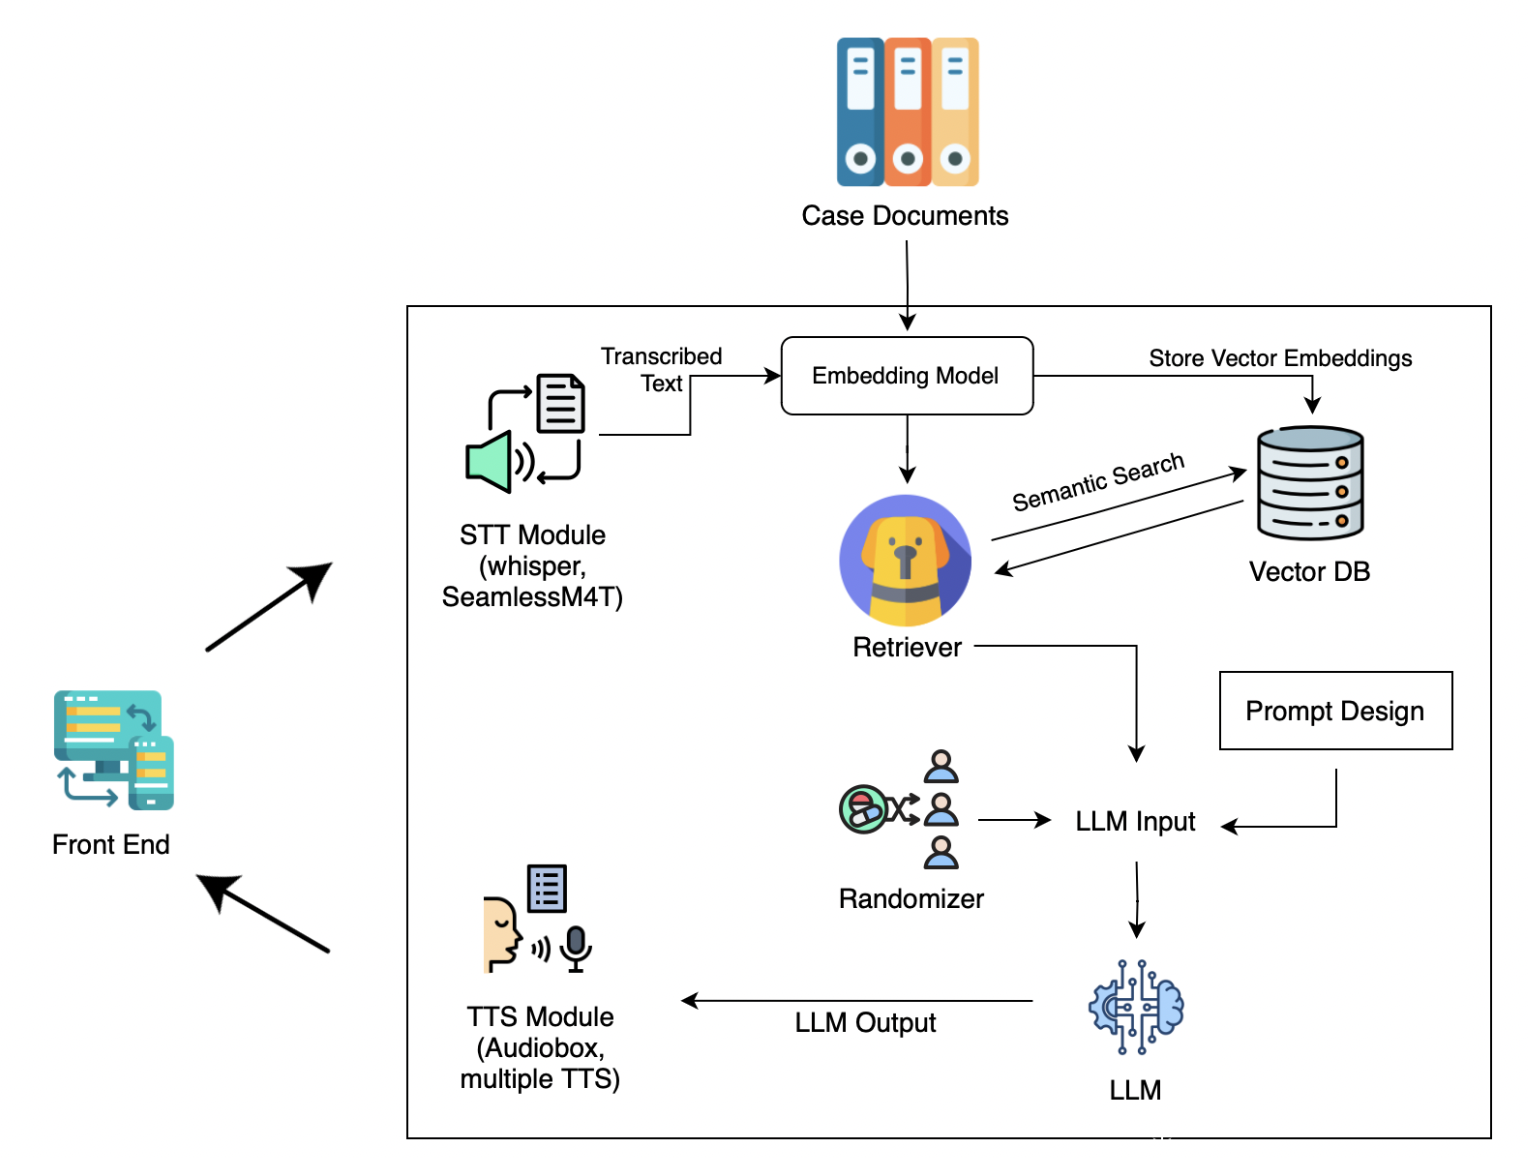 Case Documents
Transcribed
Text
Embedding Model
Store Vector Embeddings
Semantic Search
STT Module
(whisper,
SeamlessM4T)
Vector DB
Retriever
Prompt Design
Front End
LLM Input
Randomizer
TTS Module
(Audiobox,
multiple TTS)
LLM Output
LLM